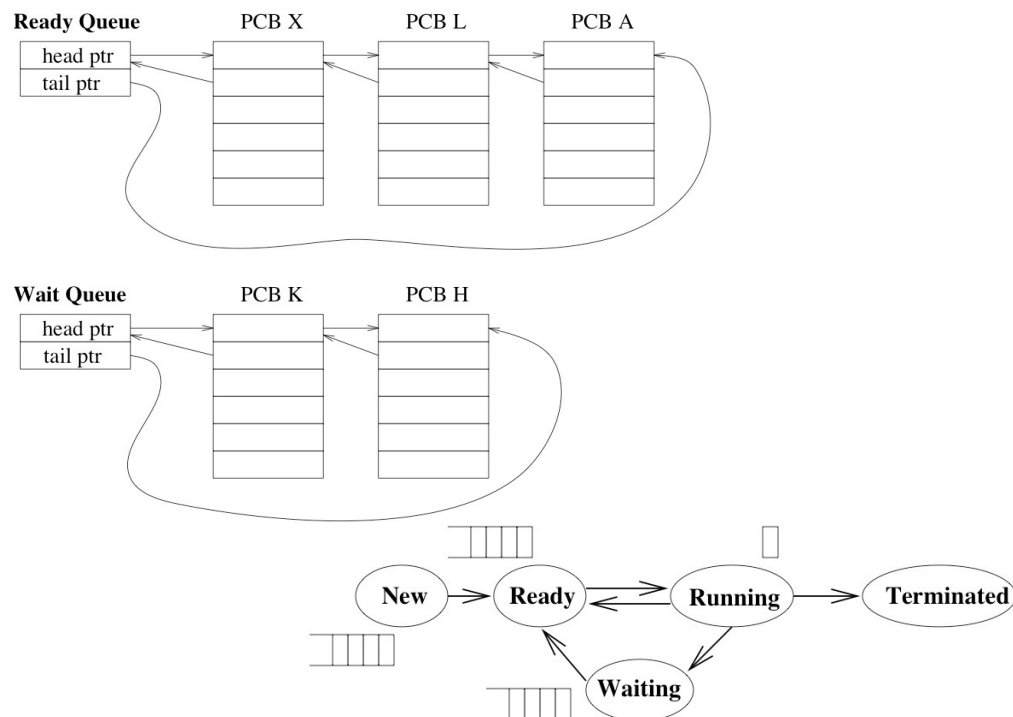 Ready Queue PCB X PCB L PCB A
head ptr
tail ptr
Wait Queue PCB K PCB H
head ptr
tail ptr
New Ready Running Terminated
Waiting